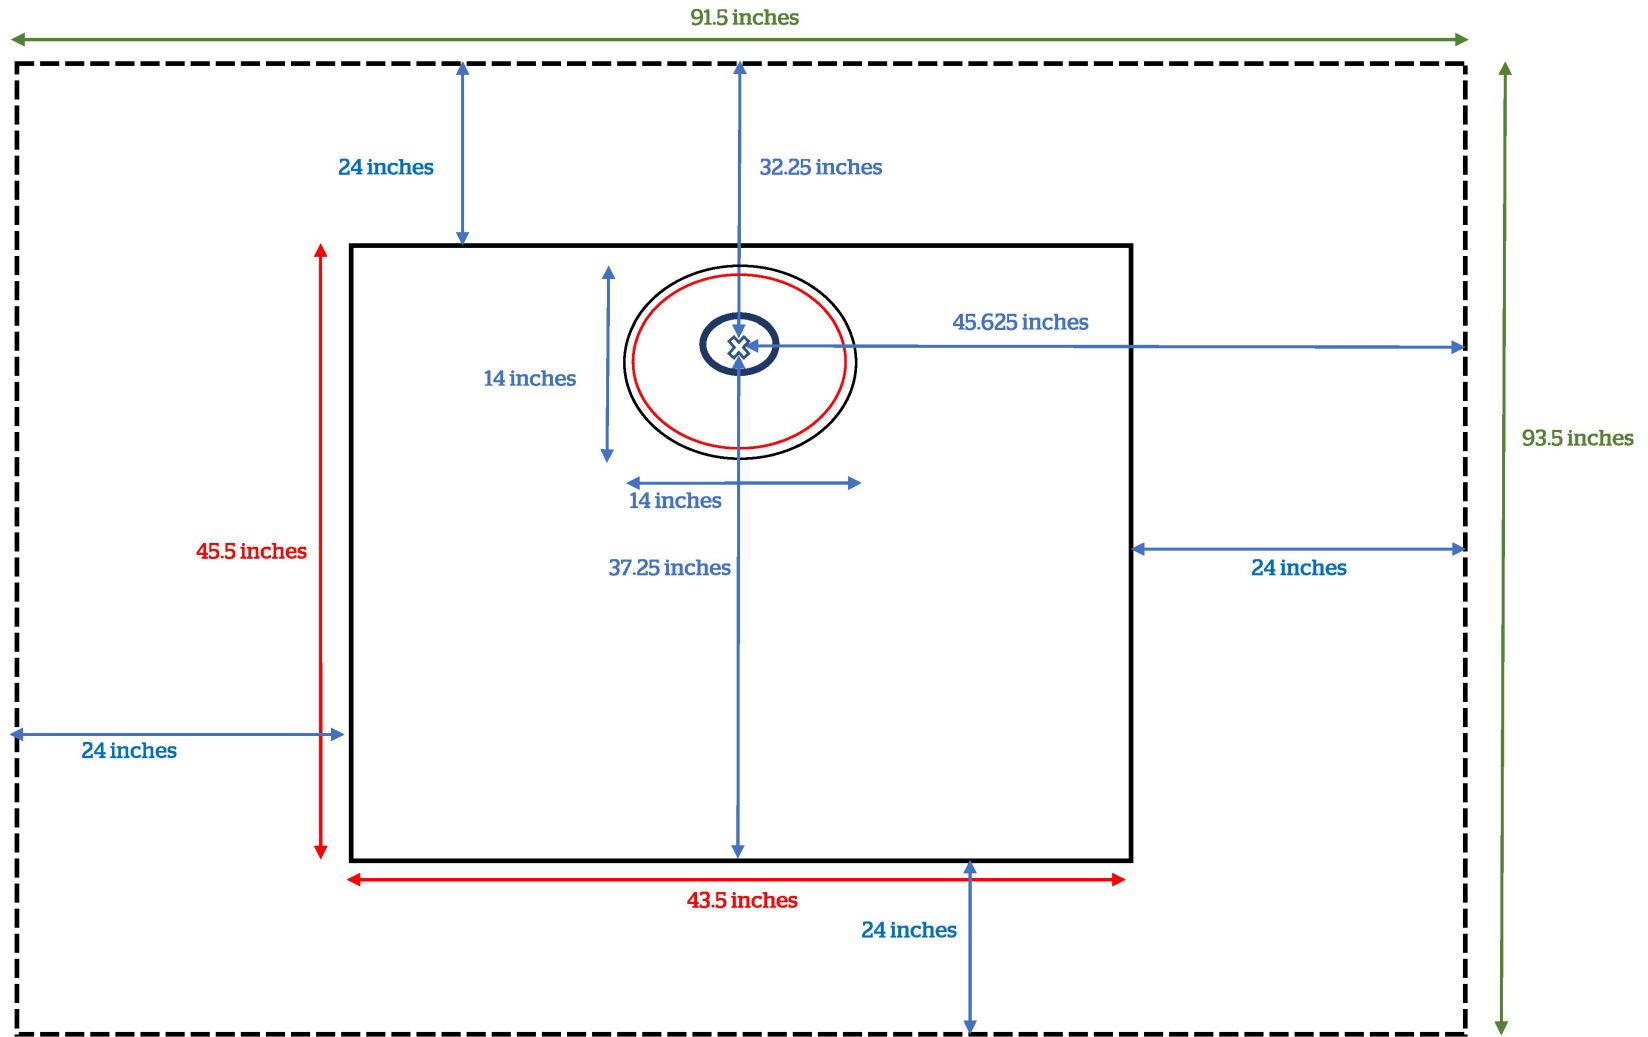 91.5 inches
24 inches
32.25 inches
45.625 inches
14 inches
93.5 inches
14 inches
45.5 inches
37.25 inches
24 inches
24 inches
43.5 inches
24 inches